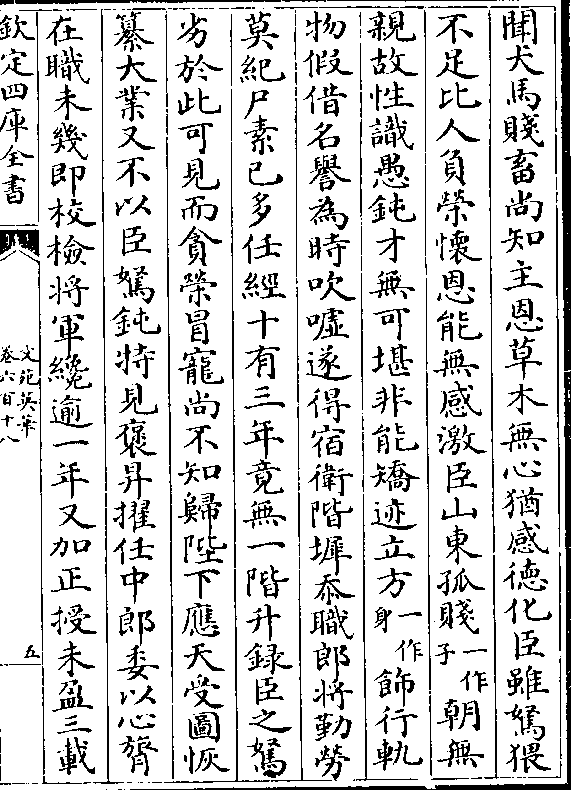 聞犬馬賤畜尚知主恩草木無心猶感德化臣雖駑猥
不足比人負榮懷恩能無感激臣山東孤賤一作子朝無
親故性識愚鈍才無可堪非能矯迹立方一作身飾行軌
物假借名譽為時吹噓遂得宿衛階墀忝職郎將勤勞
莫紀尸素已多任經十有三年竟無一階升録臣之駑
劣於此可見而貪榮冒寵尚不知歸陛下應天受圖恢
纂大業又不以臣駑鈍特見褒昇擢任中郎委以心膂
在職未幾即校檢將軍纔逾一年又加正授未盈三載
欽定四庫全書
文苑英華
卷六百十八
五